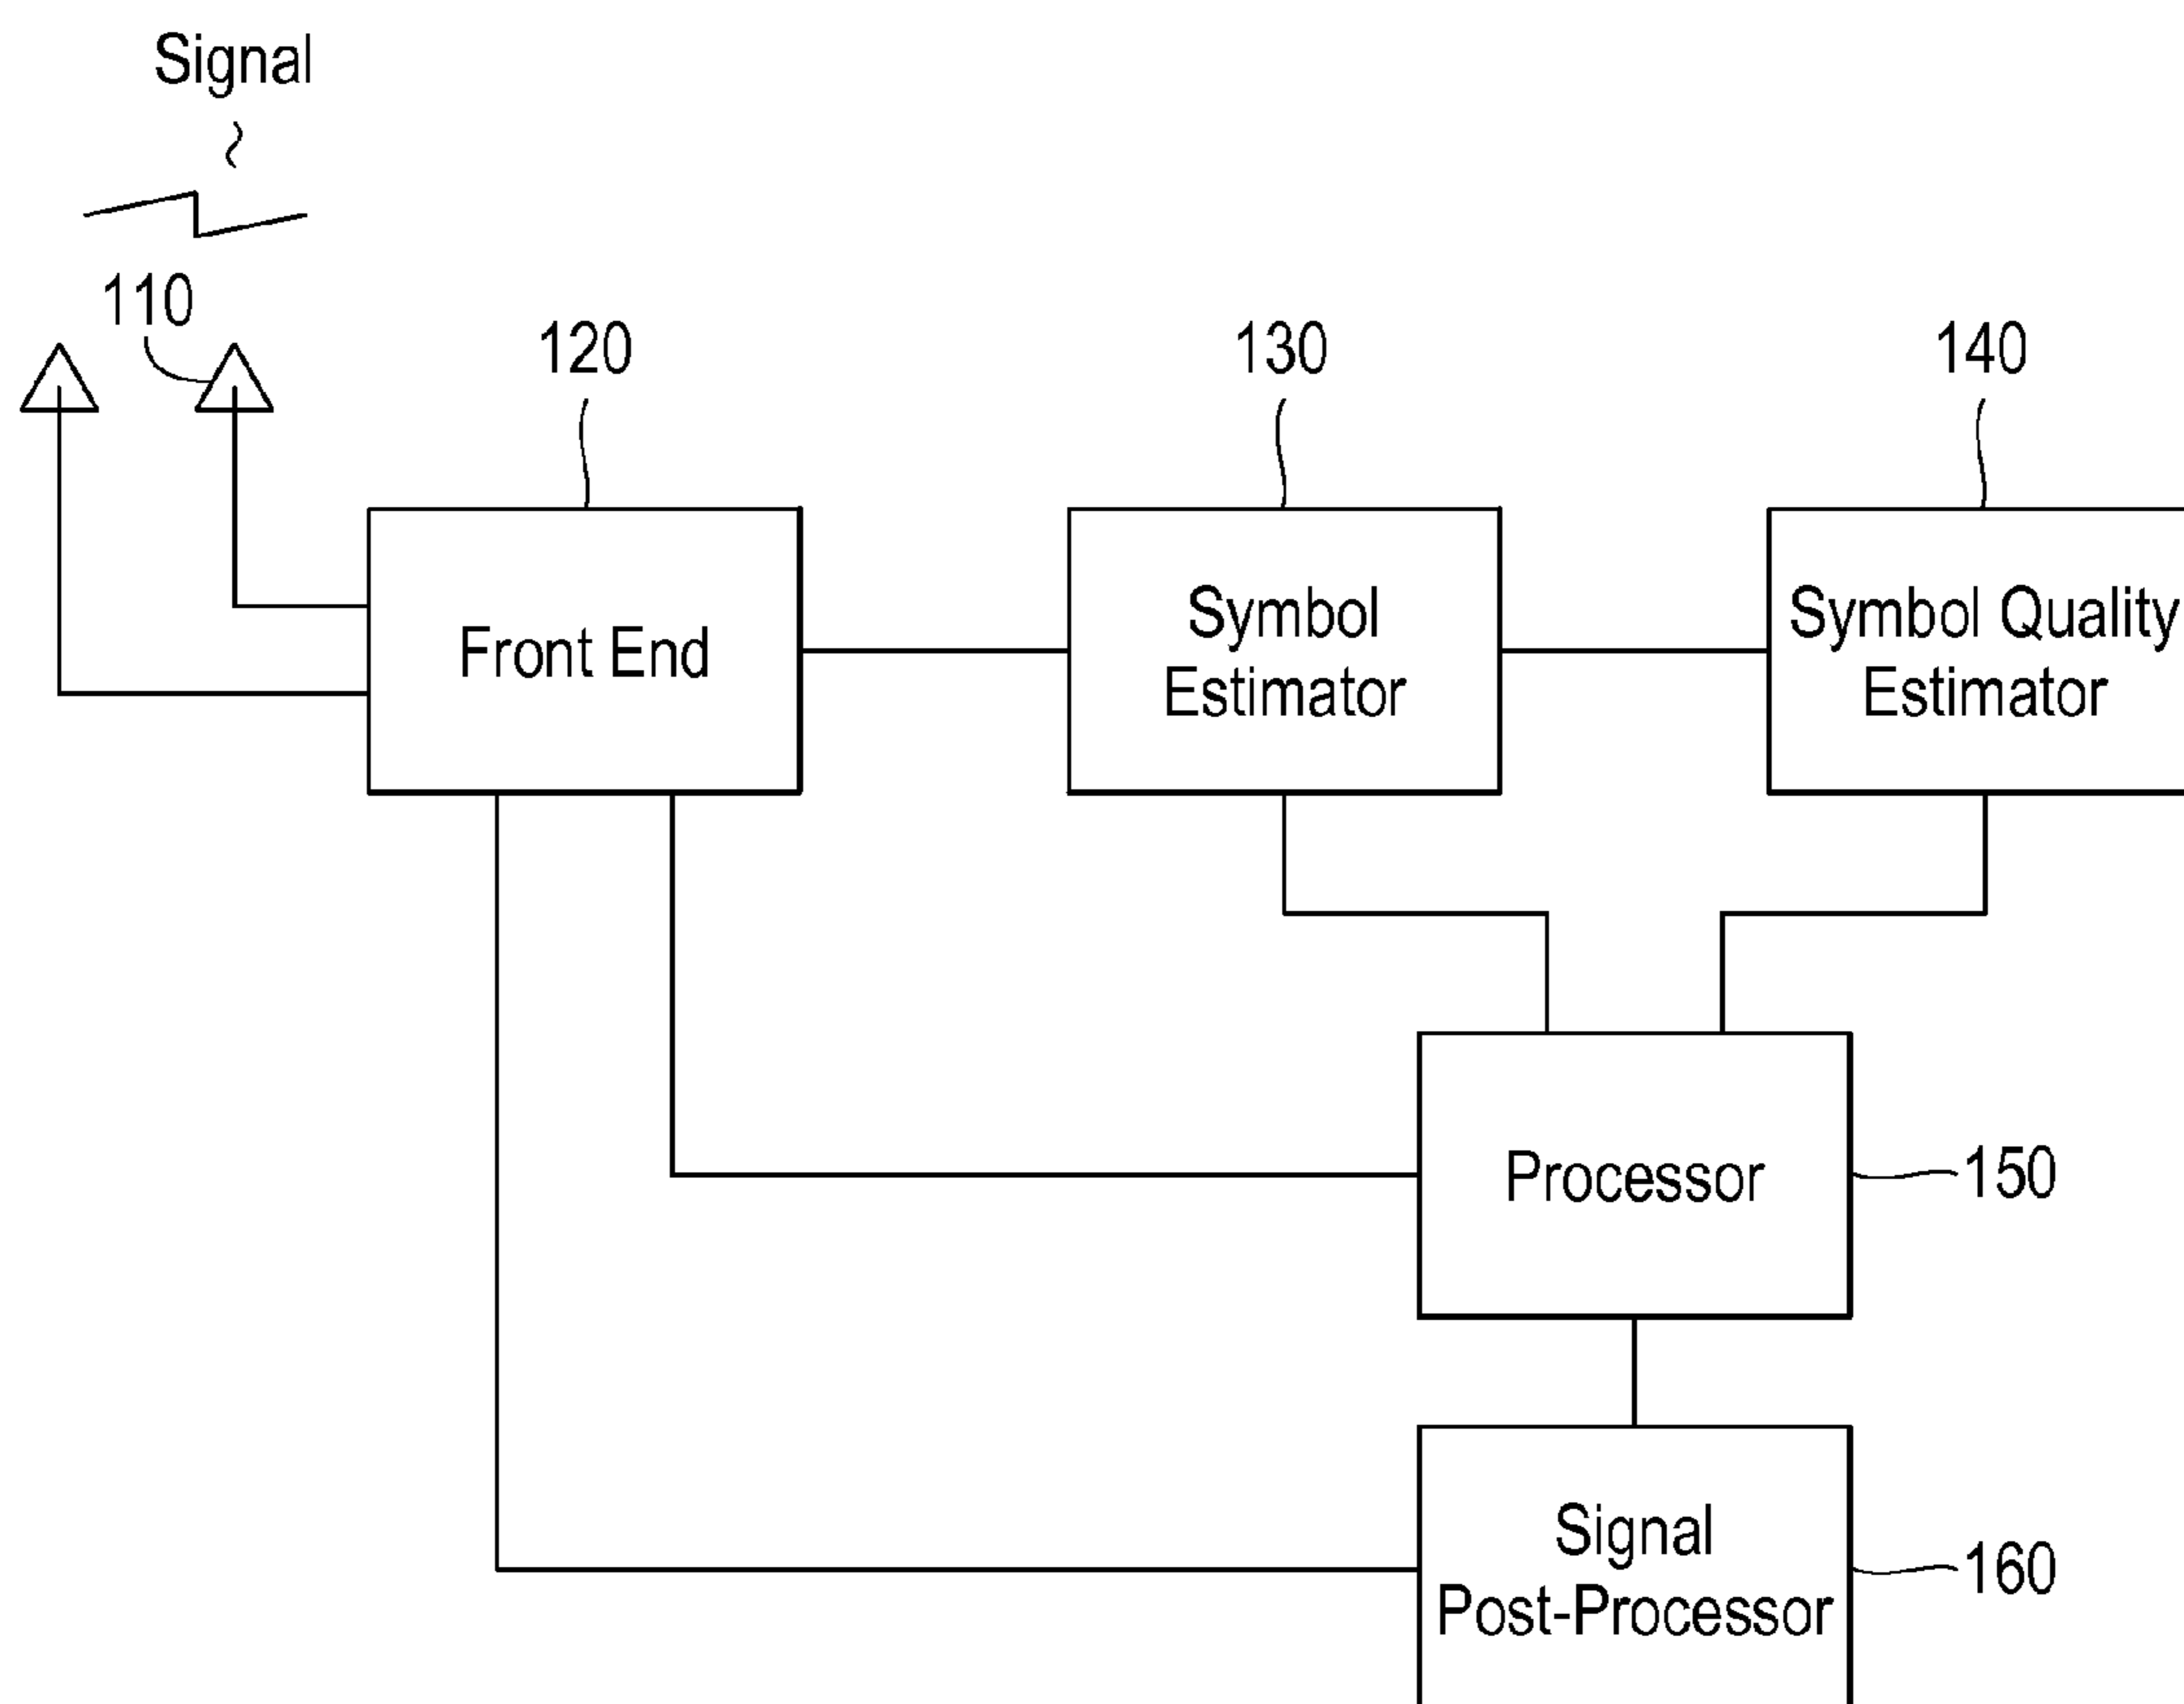 Signal
110
120
130
140
Front End
Symbol
Estimator
Symbol Quality
Estimator
Processor
150
Signal
Post-Processor
160